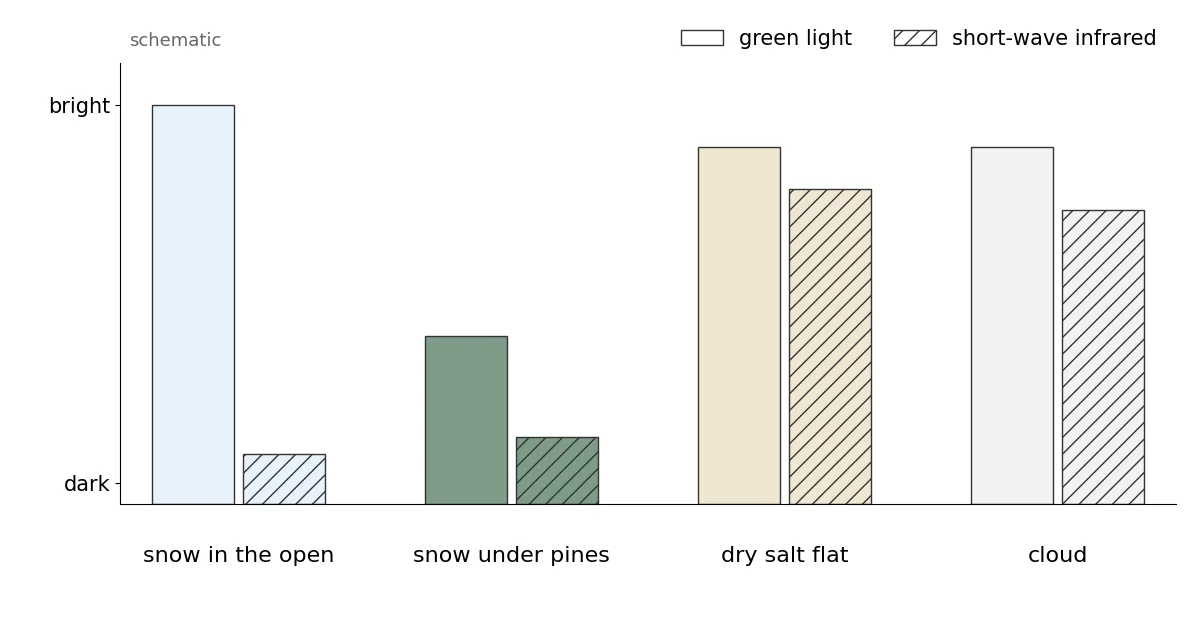 schematic
green light
short-wave infrared
bright
dark
snow in the open
snow under pines
dry salt flat
cloud